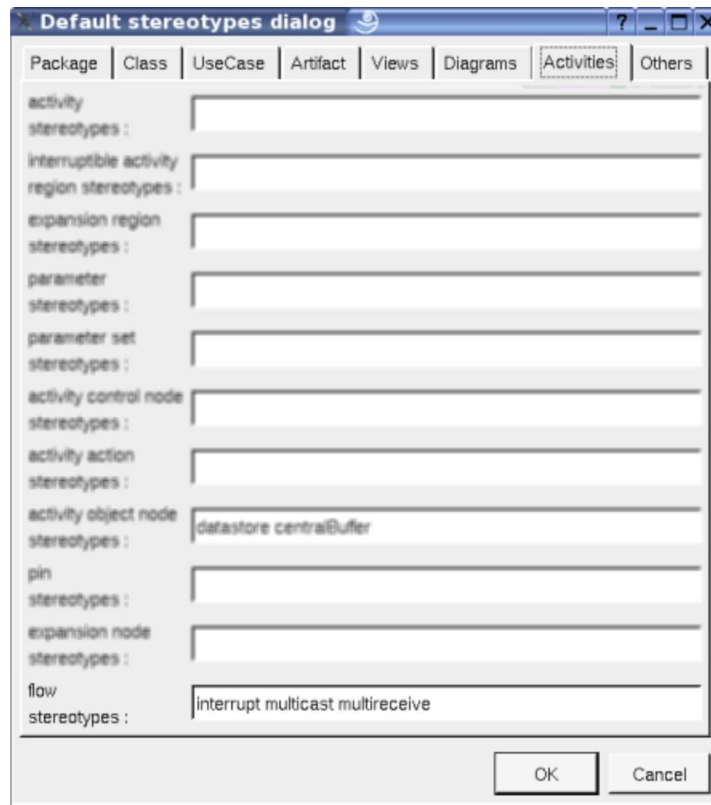 Default stereotypes dialog
Package Class UseCase Artifact Views Diagrams Activities Others
activity
stereotypes :
interruptible activity
region stereotypes :
expansion region
stereotypes :
parameter
stereotypes :
parameter set
stereotypes :
activity control node
stereotypes :
activity action
stereotypes :
activity object node
stereotypes :
datastore centralBuffer
pin
stereotypes :
expansion node
stereotypes :
flow
stereotypes :
interrupt multicast multireceive
OK Cancel